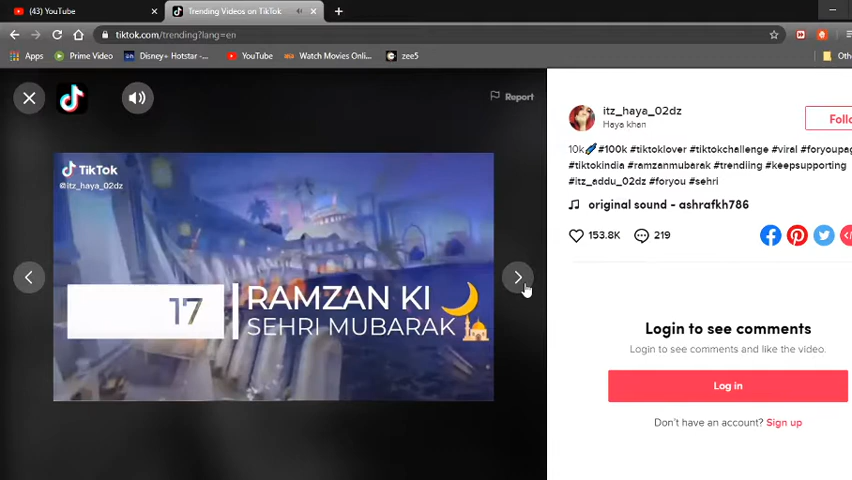 (43) YouTube
Trending Videos on TikTok
tiktok.com/trending?lang=en
Apps
Prime Video
Disney+ Hotstar -...
YouTube
Watch Movies Onli...
zee5
Report
TikTok
@itz_haya_02dz
17
RAMZAN KI
SEHRI MUBARAK
itz_haya_02dz
Haya khan
10k #100k #tiktoklover #tiktokchallenge #viral #foryoupag
#tiktokindia #ramzanmubarak #trendiing #keepsupporting
#itz_addu_02dz #foryou #sehri
original sound - ashrafkh786
153.8K
219
Login to see comments
Login to see comments and like the video.
Log in
Don't have an account? Sign up